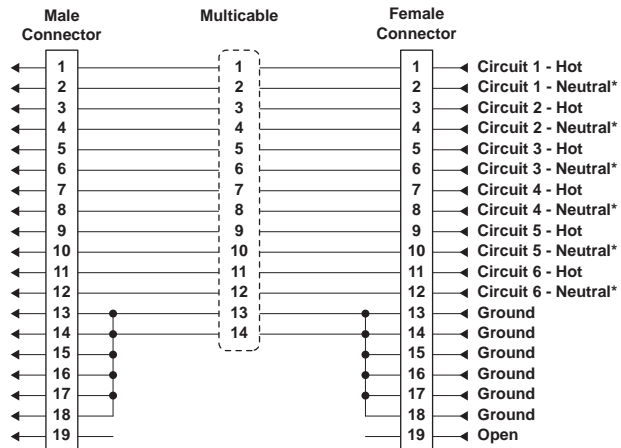 Male Connector Multicable Female Connector
1 1 1 Circuit 1 - Hot
2 2 2 Circuit 1 - Neutral*
3 3 3 Circuit 2 - Hot
4 4 4 Circuit 2 - Neutral*
5 5 5 Circuit 3 - Hot
6 6 6 Circuit 3 - Neutral*
7 7 7 Circuit 4 - Hot
8 8 8 Circuit 4 - Neutral*
9 9 9 Circuit 5 - Hot
10 10 10 Circuit 5 - Neutral*
11 11 11 Circuit 6 - Hot
12 12 12 Circuit 6 - Neutral*
13 13 13 Ground
14 14 14 Ground
15 15 Ground
16 16 Ground
17 17 Ground
18 18 Ground
19 19 Open